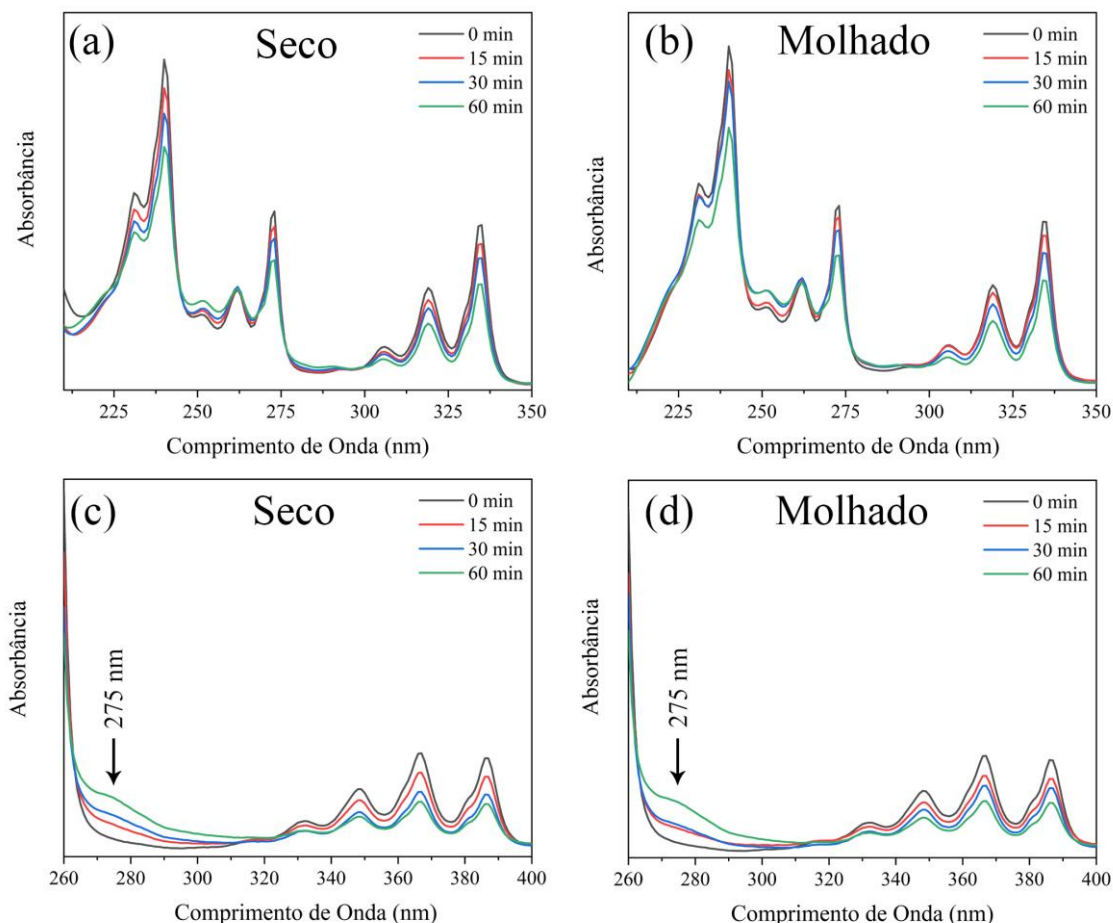 (a)
Seco
0 min
15 min
30 min
60 min
Absorbância
225
250
275
300
325
350
Comprimento de Onda (nm)
(b)
Molhado
0 min
15 min
30 min
60 min
Absorbância
225
250
275
300
325
350
Comprimento de Onda (nm)
(c)
Seco
0 min
15 min
30 min
60 min
Absorbância
275 nm
260
280
300
320
340
360
380
400
Comprimento de Onda (nm)
(d)
Molhado
0 min
15 min
30 min
60 min
Absorbância
275 nm
260
280
300
320
340
360
380
400
Comprimento de Onda (nm)